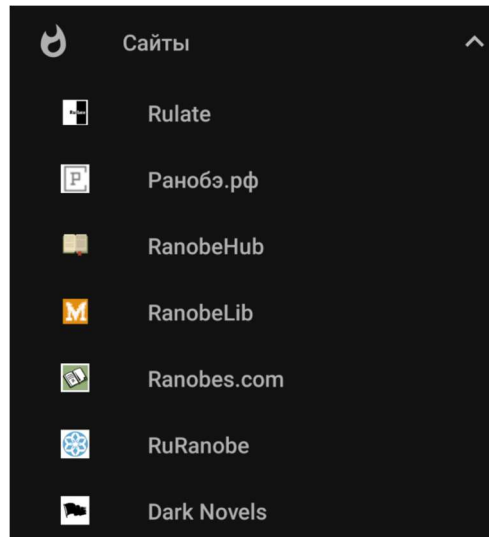 Сайты
Rulate
Ранобэ.рф
RanobeHub
RanobeLib
Ranobes.com
RuRanobe
Dark Novels